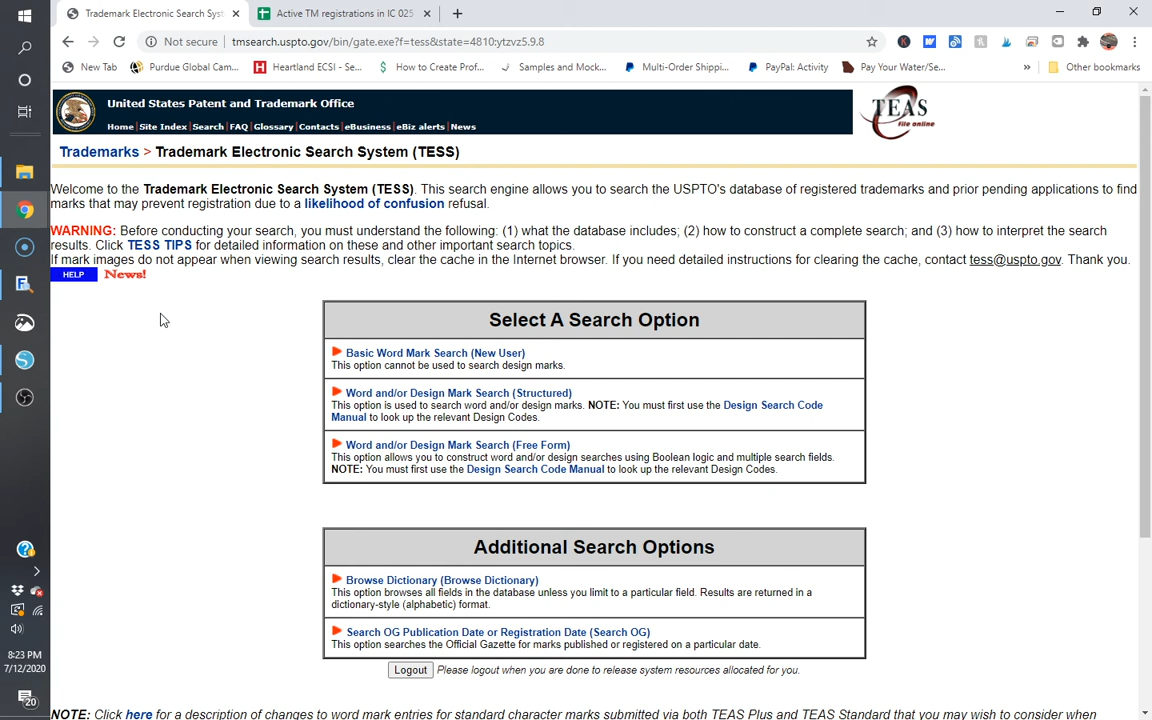 Trademark Electronic Search Syst
Active TM registrations in IC 025
Not secure | tmsearch.uspto.gov/bin/gate.exe?f=tess&state=4810:ytzvz5.9.8
New Tab
Purdue Global Cam...
Heartland ECSI - Se...
How to Create Prof...
Samples and Mock...
Multi-Order Shippi...
PayPal: Activity
Pay Your Water/Se...
Other bookmarks
United States Patent and Trademark Office
Home | Site Index | Search | FAQ | Glossary | Contacts | eBusiness | eBiz alerts | News
TEAS
file online
Trademarks > Trademark Electronic Search System (TESS)
Welcome to the Trademark Electronic Search System (TESS). This search engine allows you to search the USPTO's database of registered trademarks and prior pending applications to find
marks that may prevent registration due to a likelihood of confusion refusal.
WARNING: Before conducting your search, you must understand the following: (1) what the database includes; (2) how to construct a complete search; and (3) how to interpret the search
results. Click TESS TIPS for detailed information on these and other important search topics.
If mark images do not appear when viewing search results, clear the cache in the Internet browser. If you need detailed instructions for clearing the cache, contact tess@uspto.gov. Thank you.
HELP News!
Select A Search Option
Basic Word Mark Search (New User)
This option cannot be used to search design marks.
Word and/or Design Mark Search (Structured)
This option is used to search word and/or design marks. NOTE: You must first use the Design Search Code
Manual to look up the relevant Design Codes.
Word and/or Design Mark Search (Free Form)
This option allows you to construct word and/or design searches using Boolean logic and multiple search fields.
NOTE: You must first use the Design Search Code Manual to look up the relevant Design Codes.
Additional Search Options
Browse Dictionary (Browse Dictionary)
This option browses all fields in the database unless you limit to a particular field. Results are returned in a
dictionary-style (alphabetic) format.
Search OG Publication Date or Registration Date (Search OG)
This option searches the Official Gazette for marks published or registered on a particular date.
Logout Please logout when you are done to release system resources allocated for you.
NOTE: Click here for a description of changes to word mark entries for standard character marks submitted via both TEAS Plus and TEAS Standard that you may wish to consider when
8:23 PM
7/12/2020
20